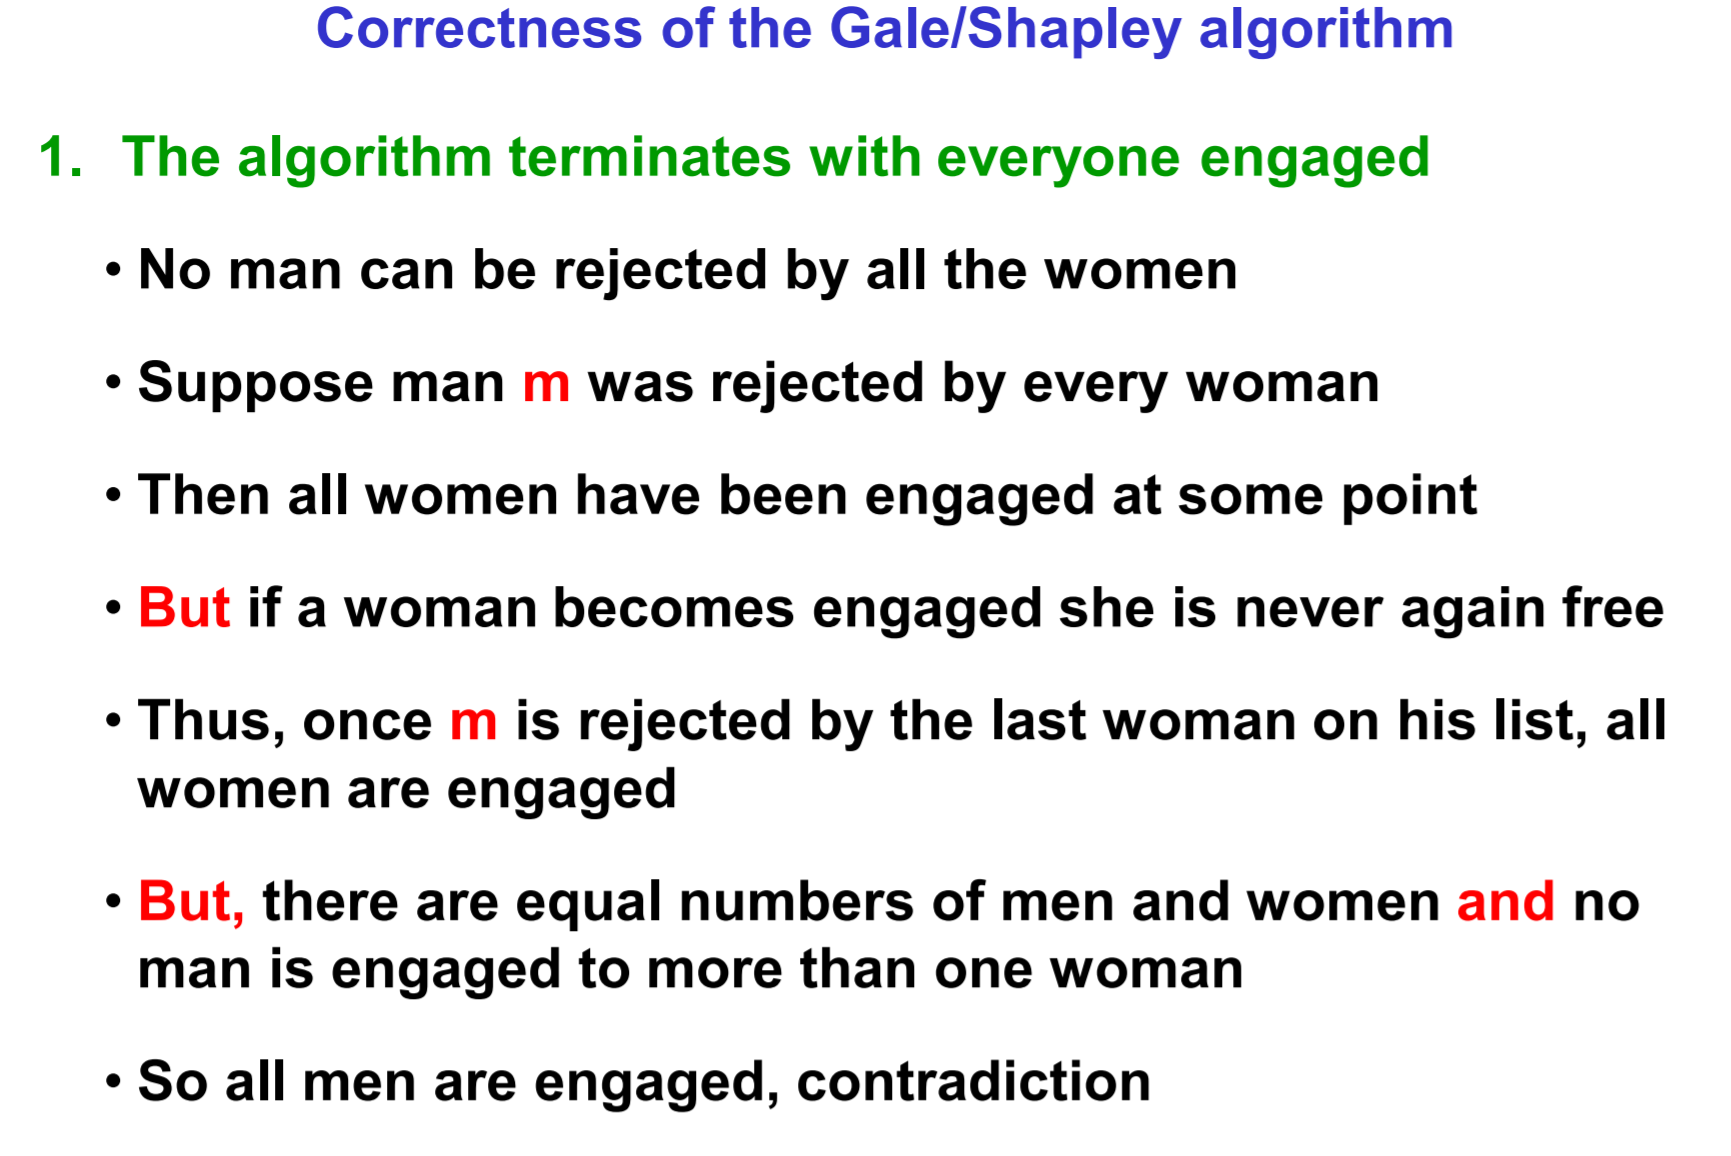 Correctness of the Gale/Shapley algorithm
1. The algorithm terminates with everyone engaged
• No man can be rejected by all the women
• Suppose man m was rejected by every woman
• Then all women have been engaged at some point
• But if a woman becomes engaged she is never again free
• Thus, once m is rejected by the last woman on his list, all
women are engaged
• But, there are equal numbers of men and women and no
man is engaged to more than one woman
• So all men are engaged, contradiction